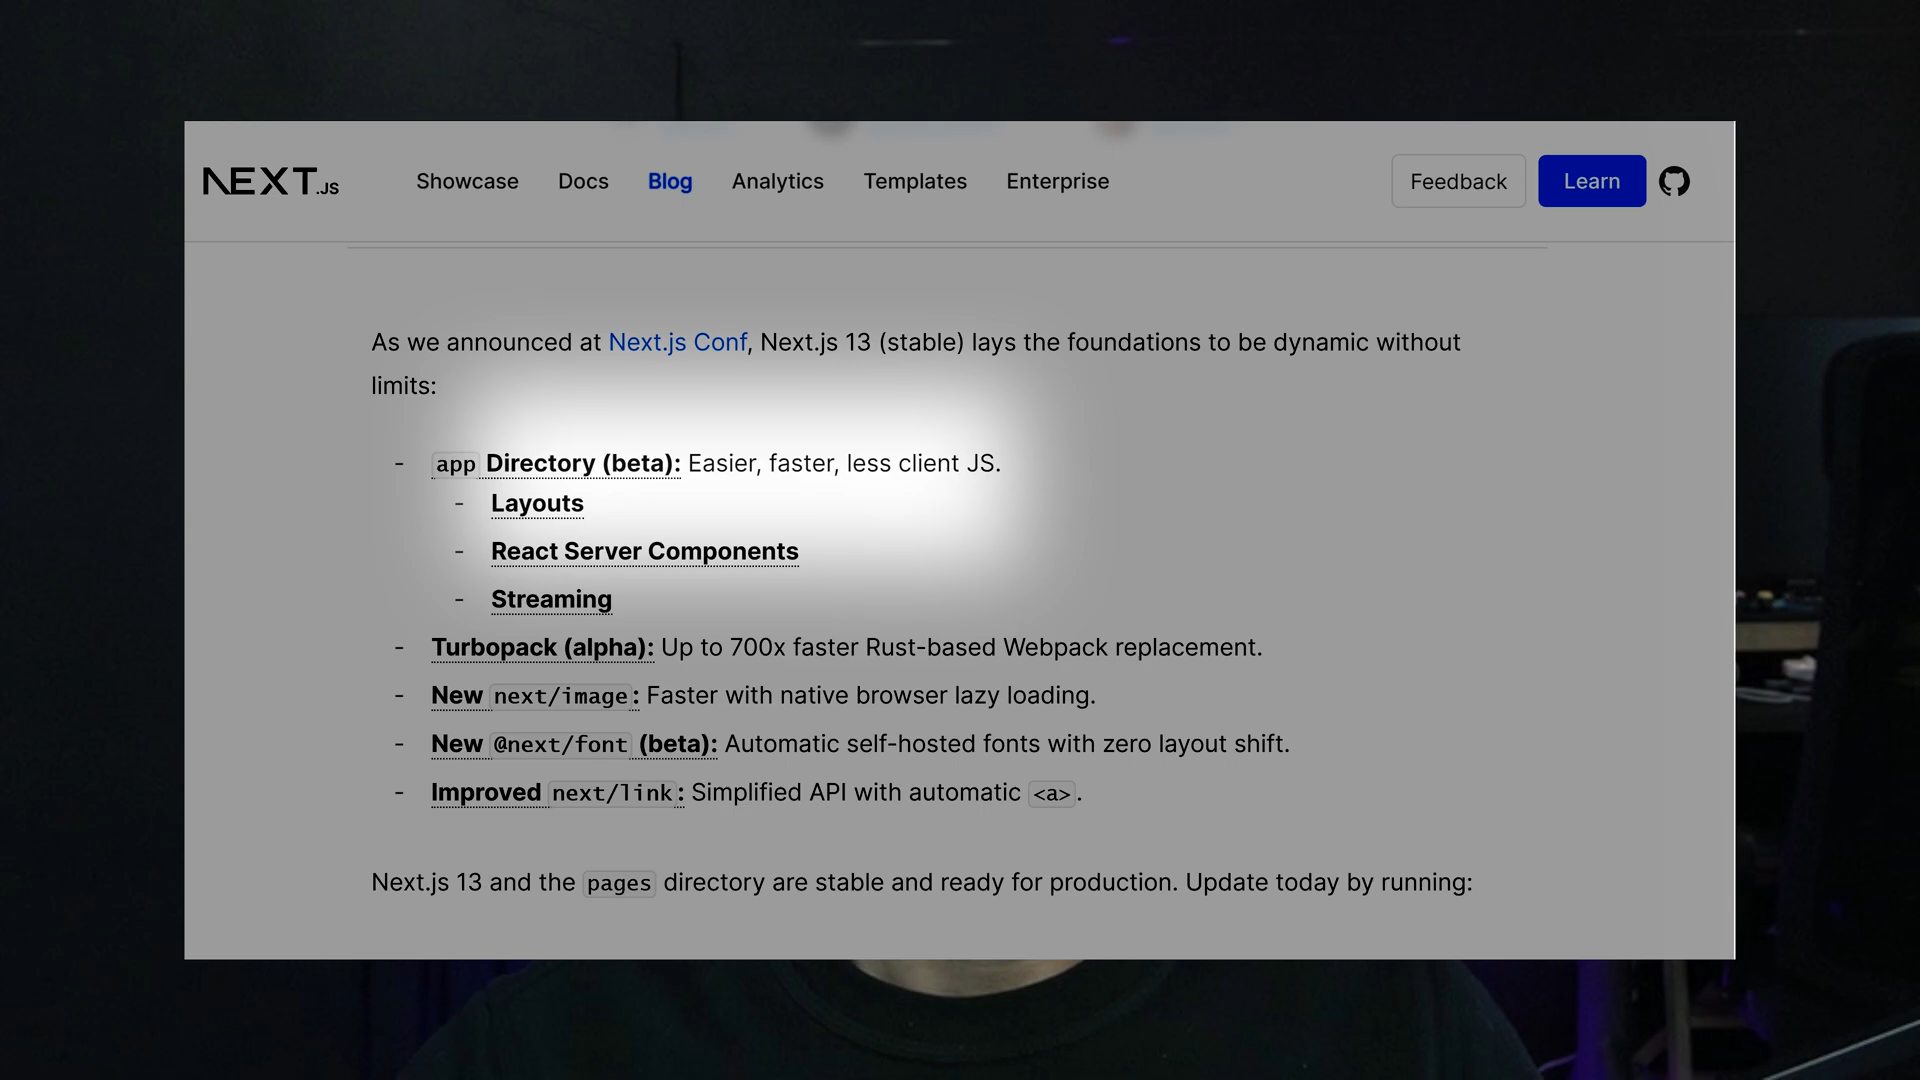 NEXT.JS Showcase Docs Blog Analytics Templates Enterprise Feedback Learn
As we announced at Next.js Conf, Next.js 13 (stable) lays the foundations to be dynamic without
limits:
- app Directory (beta): Easier, faster, less client JS.
- Layouts
- React Server Components
- Streaming
- Turbopack (alpha): Up to 700x faster Rust-based Webpack replacement.
- New next/image: Faster with native browser lazy loading.
- New @next/font (beta): Automatic self-hosted fonts with zero layout shift.
- Improved next/link: Simplified API with automatic <a>.
Next.js 13 and the pages directory are stable and ready for production. Update today by running: